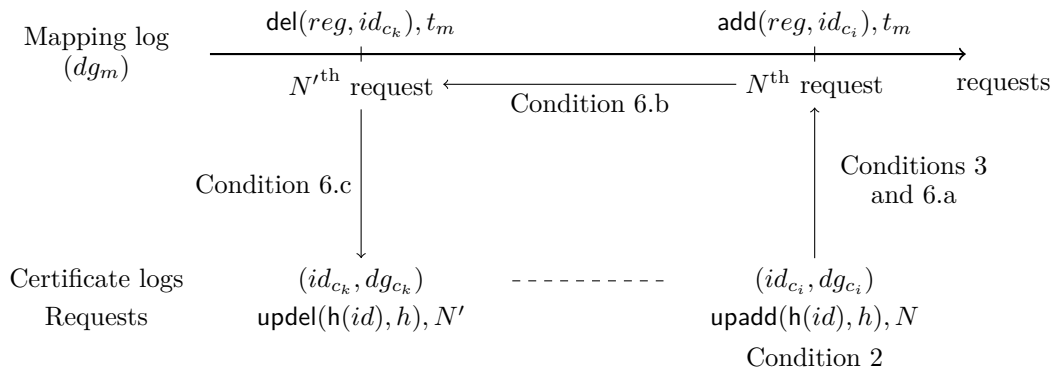 del(reg, id_{c_k}), t_m
add(reg, id_{c_i}), t_m
Mapping log
(dg_m)
N'^{th} request
N^{th} request
requests
Condition 6.b
Condition 6.c
Conditions 3
and 6.a
Certificate logs
(id_{c_k}, dg_{c_k})
(id_{c_i}, dg_{c_i})
Requests
updel(h(id), h), N'
upadd(h(id), h), N
Condition 2